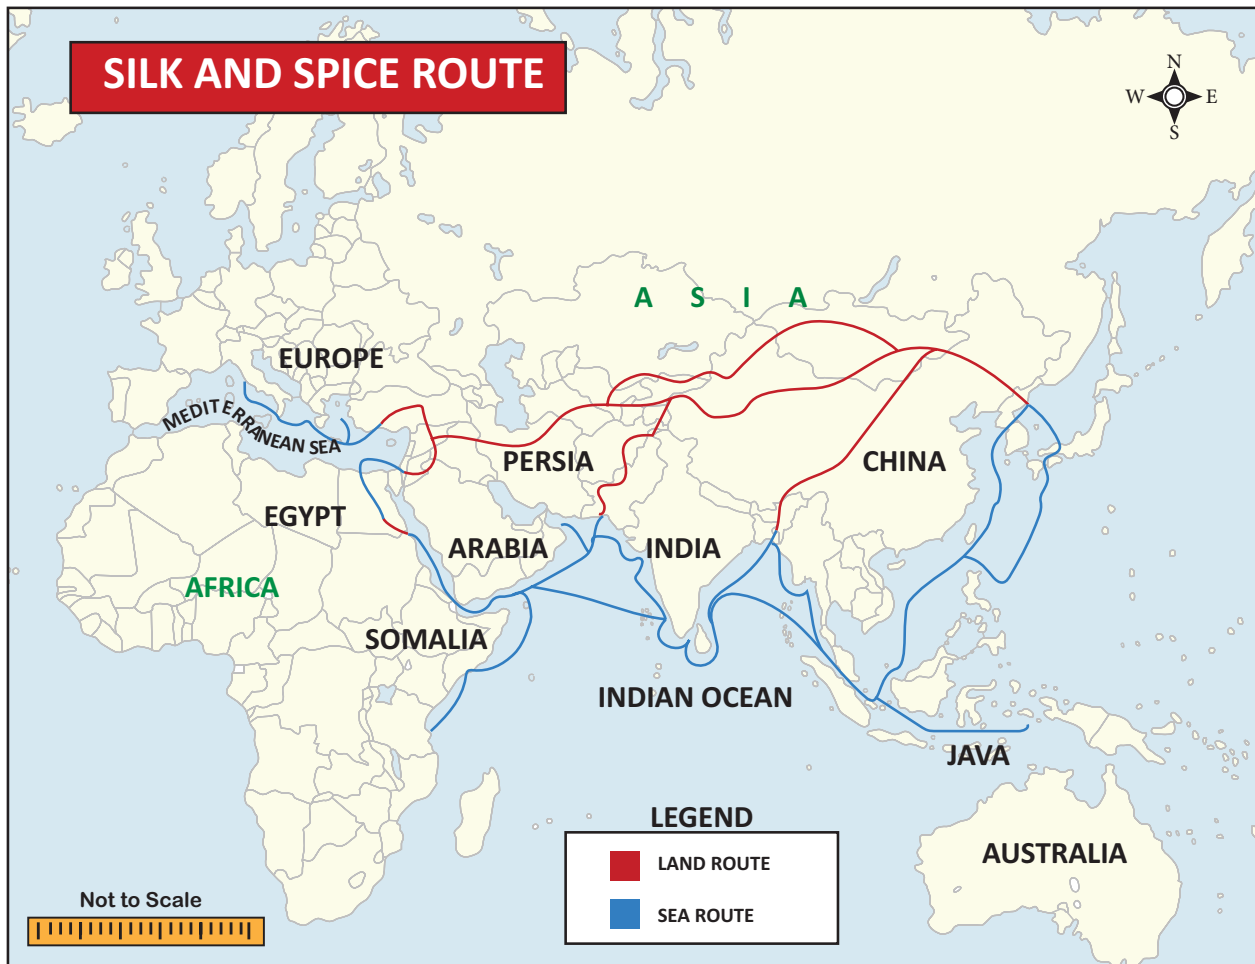 SILK AND SPICE ROUTE
N
W E
S
A S I A
EUROPE
MEDITERRANEAN SEA
PERSIA
CHINA
EGYPT
ARABIA
INDIA
AFRICA
SOMALIA
INDIAN OCEAN
JAVA
LEGEND
LAND ROUTE
SEA ROUTE
AUSTRALIA
Not to Scale